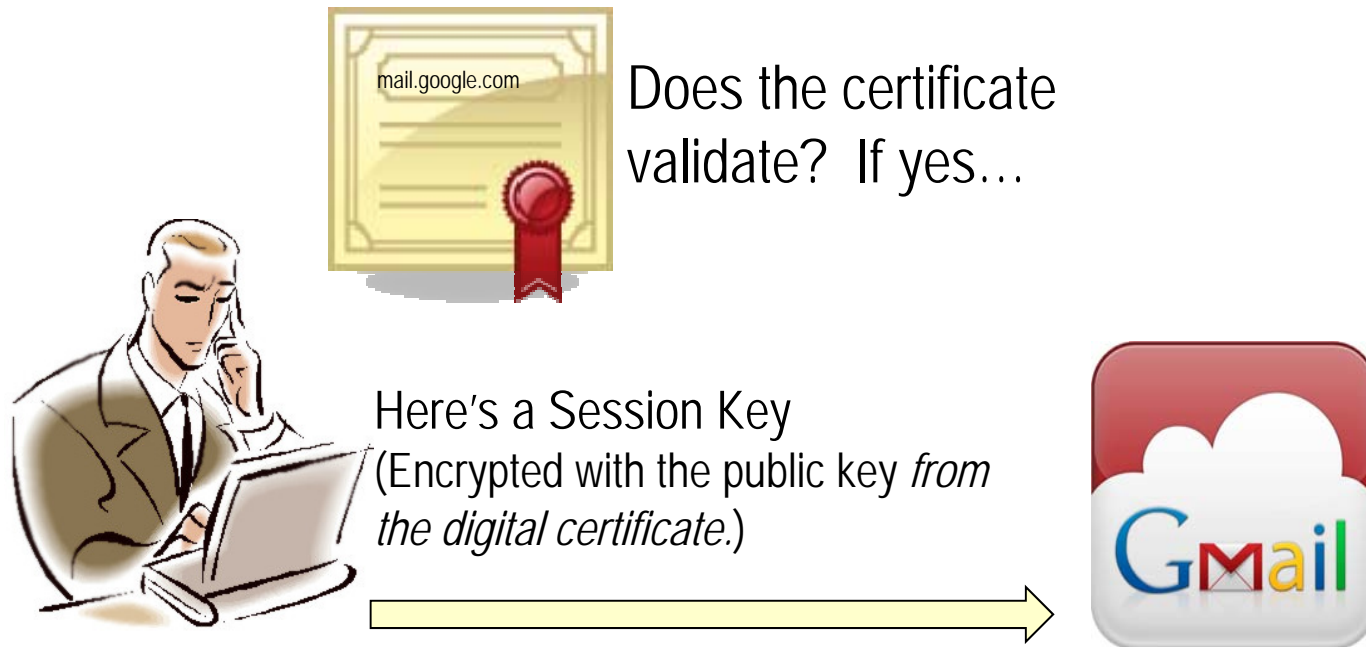 mail.google.com
Does the certificate
validate? If yes…
Here's a Session Key
(Encrypted with the public key from
the digital certificate.)
GMail